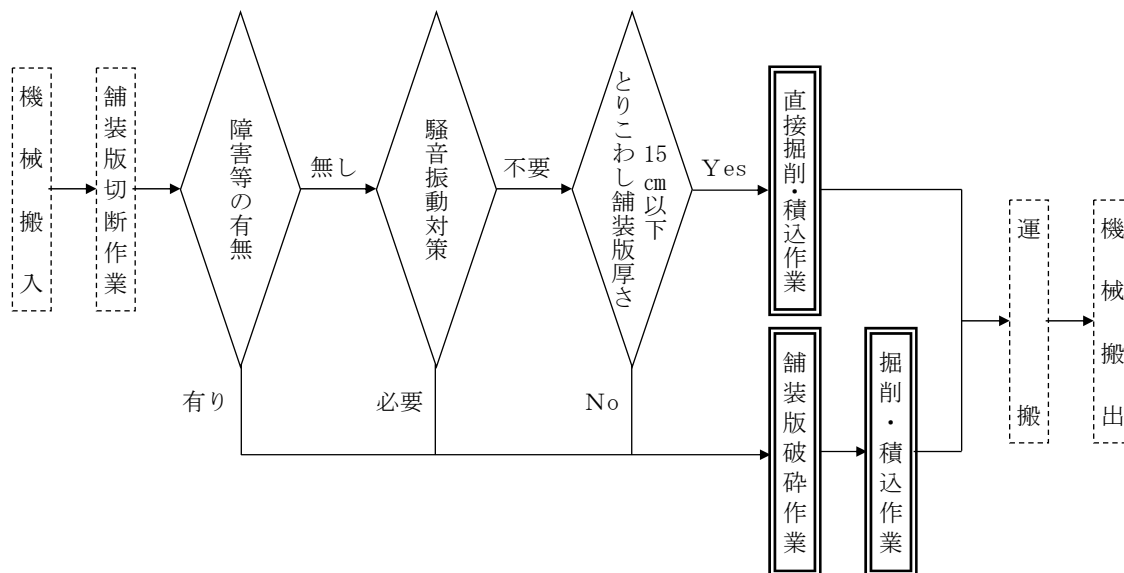 機械搬入
舗装版切断作業
障害等の有無
無し
騒音振動対策
不要
とりこわし舗装版厚さ
15cm以下
Yes
直接掘削・積込作業
運搬
機械搬出
有り
必要
No
舗装版破砕作業
掘削・積込作業